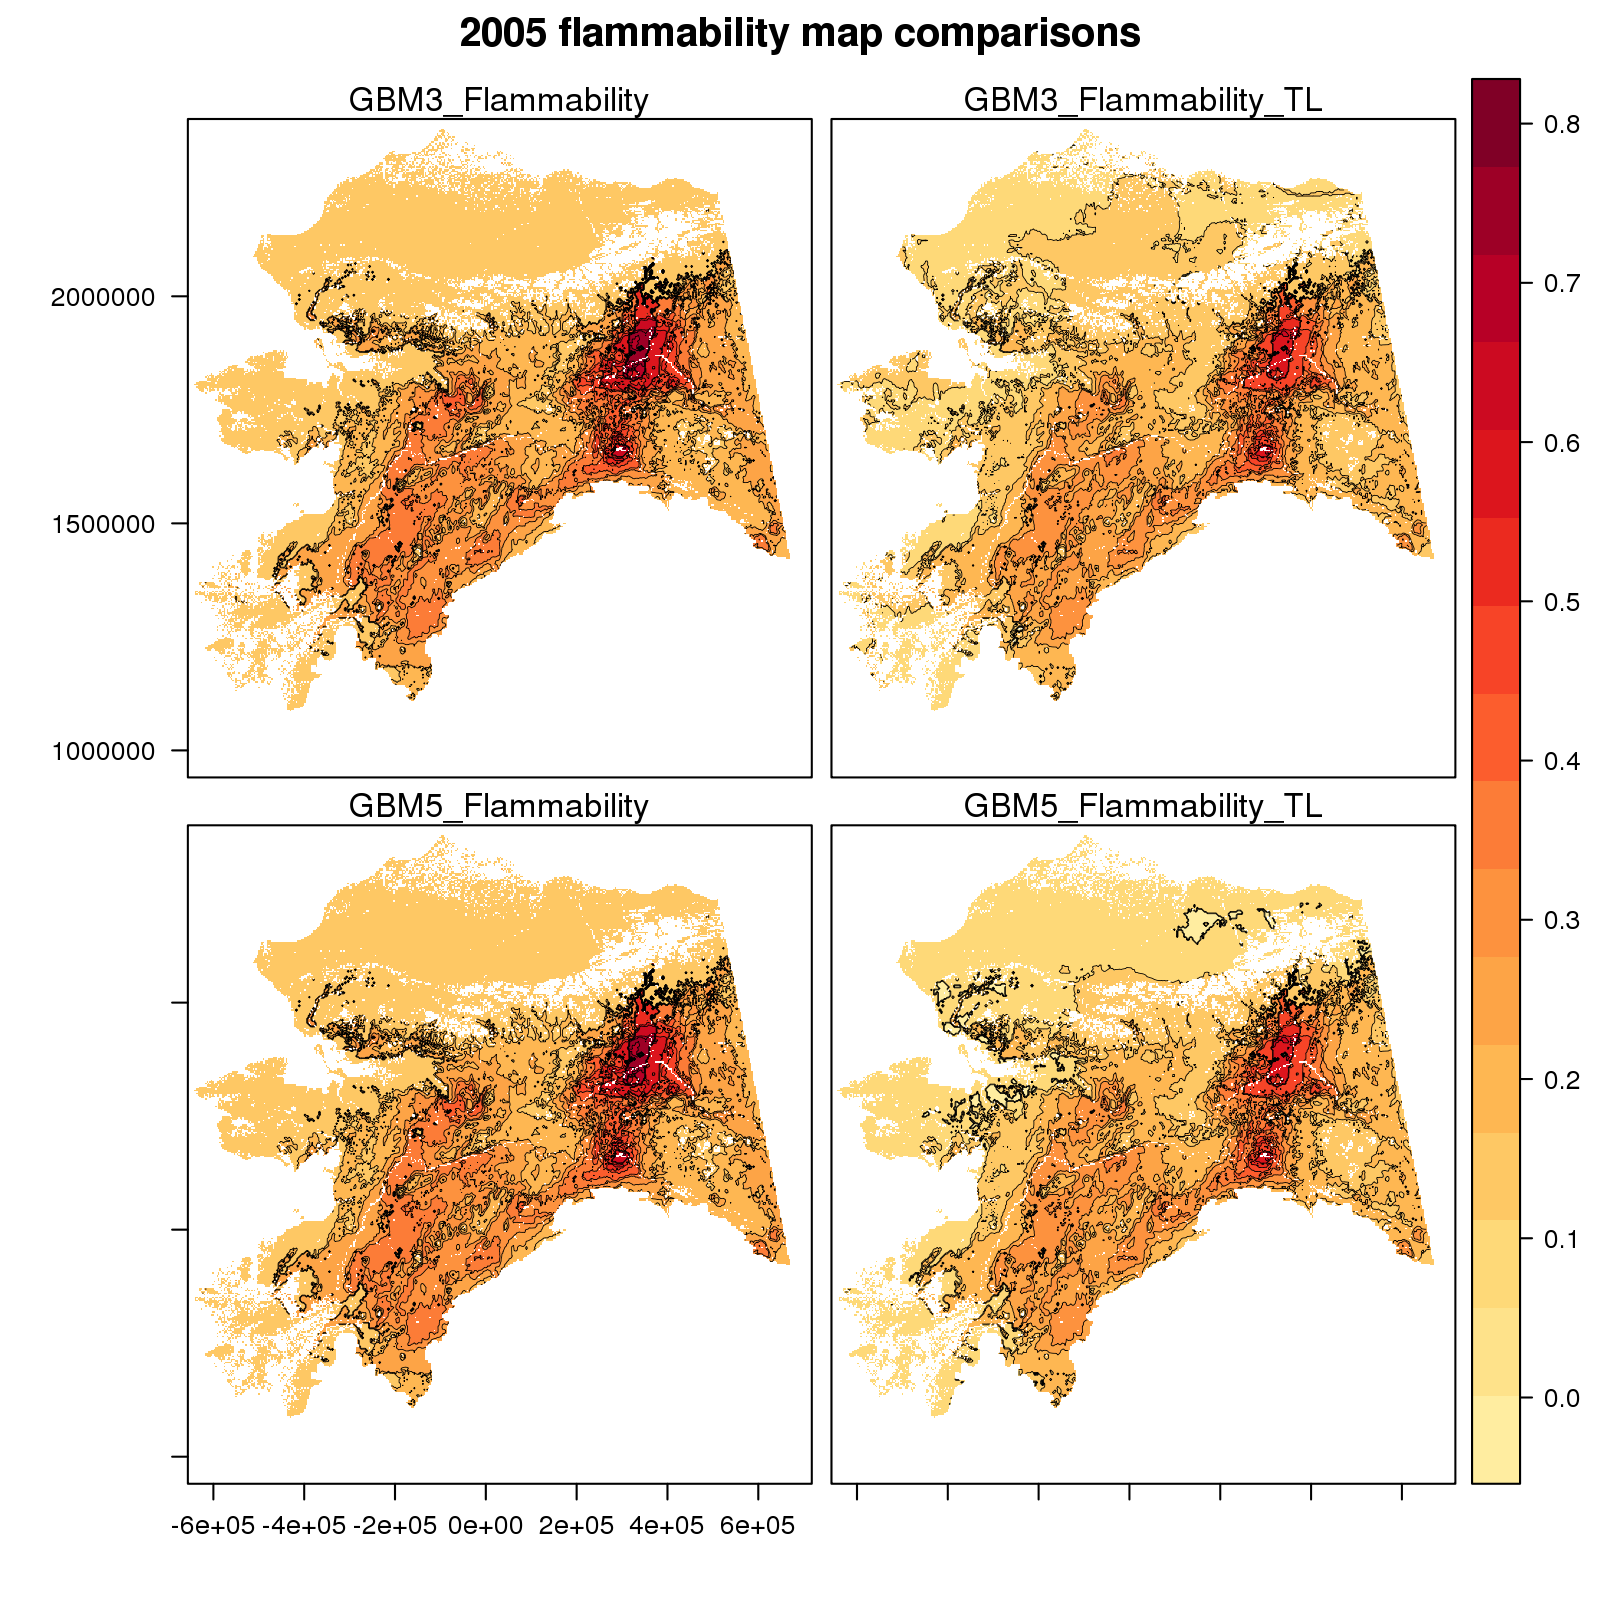 2005 flammability map comparisons
GBM3_Flammability
GBM3_Flammability_TL
2000000
1500000
1000000
GBM5_Flammability
GBM5_Flammability_TL
-6e+05 -4e+05 -2e+05 0e+00 2e+05 4e+05 6e+05
0.8
0.7
0.6
0.5
0.4
0.3
0.2
0.1
0.0